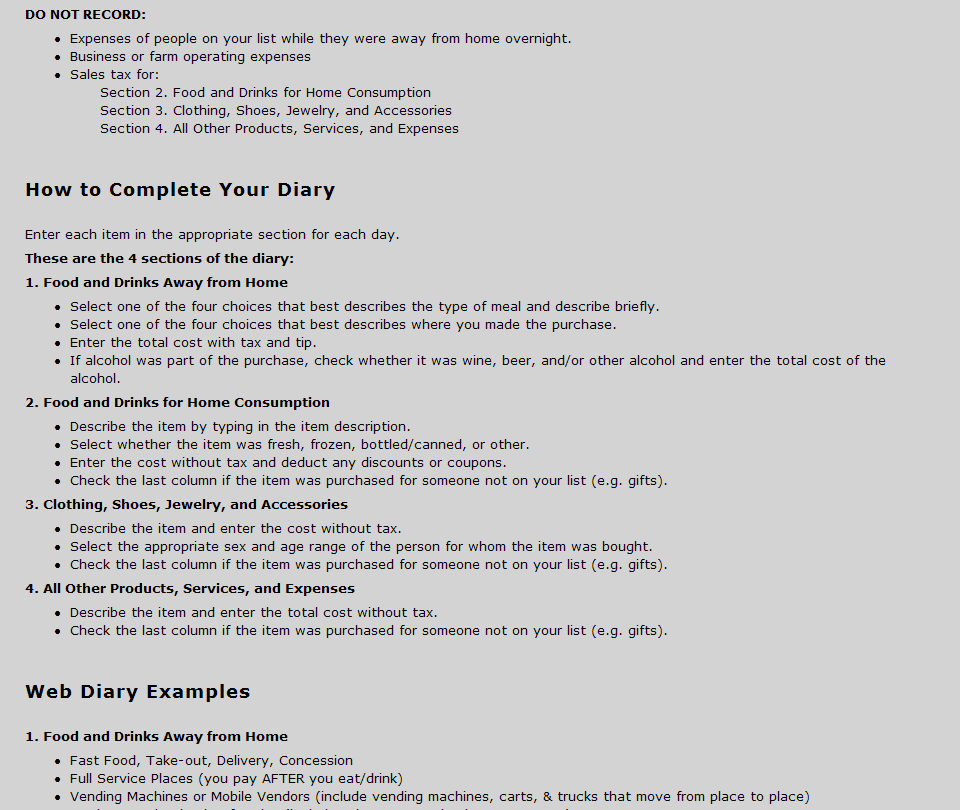 DO NOT RECORD:
• Expenses of people on your list while they were away from home overnight.
• Business or farm operating expenses
• Sales tax for:
Section 2. Food and Drinks for Home Consumption
Section 3. Clothing, Shoes, Jewelry, and Accessories
Section 4. All Other Products, Services, and Expenses
How to Complete Your Diary
Enter each item in the appropriate section for each day.
These are the 4 sections of the diary:
1. Food and Drinks Away from Home
• Select one of the four choices that best describes the type of meal and describe briefly.
• Select one of the four choices that best describes where you made the purchase.
• Enter the total cost with tax and tip.
• If alcohol was part of the purchase, check whether it was wine, beer, and/or other alcohol and enter the total cost of the
alcohol.
2. Food and Drinks for Home Consumption
• Describe the item by typing in the item description.
• Select whether the item was fresh, frozen, bottled/canned, or other.
• Enter the cost without tax and deduct any discounts or coupons.
• Check the last column if the item was purchased for someone not on your list (e.g. gifts).
3. Clothing, Shoes, Jewelry, and Accessories
• Describe the item and enter the cost without tax.
• Select the appropriate sex and age range of the person for whom the item was bought.
• Check the last column if the item was purchased for someone not on your list (e.g. gifts).
4. All Other Products, Services, and Expenses
• Describe the item and enter the total cost without tax.
• Check the last column if the item was purchased for someone not on your list (e.g. gifts).
Web Diary Examples
1. Food and Drinks Away from Home
• Fast Food, Take-out, Delivery, Concession
• Full Service Places (you pay AFTER you eat/drink)
• Vending Machines or Mobile Vendors (include vending machines, carts, & trucks that move from place to place)